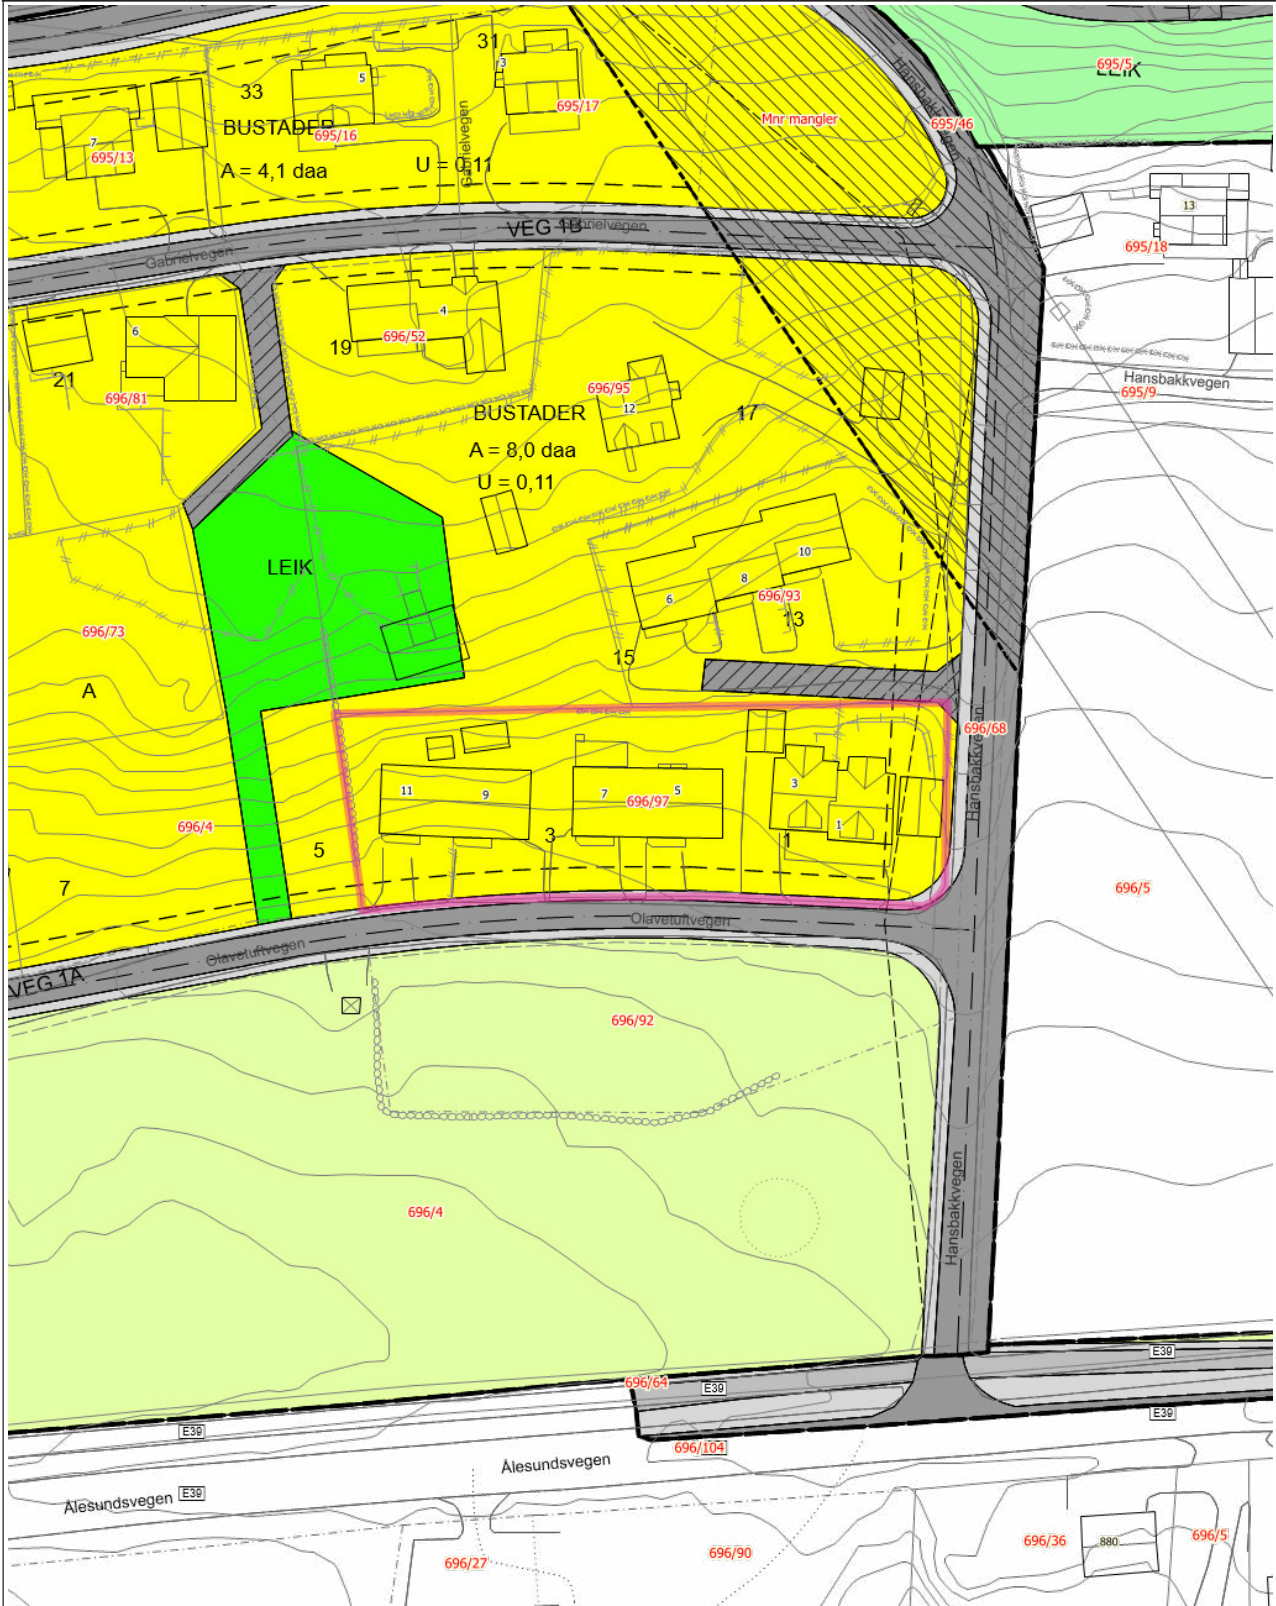 31
3
5
33
695/17
BUSTADER
695/16
7
695/13
A = 4,1 daa
U = 0,11
Gabrielvegen
Mnr mangler
Hansbakkvegen
695/46
695/5
LEIK
13
695/18
VEG 1B
Gabrielvegen
Gabrielvegen
Hansbakkvegen
695/9
6
21
696/81
19
696/52
4
696/95
12
BUSTADER
A = 8,0 daa
U = 0,11
17
LEIK
10
8
6
696/93
13
15
696/73
A
696/68
Hansbakkvegen
11
9
7
5
696/97
3
1
696/4
5
3
1
7
696/5
Olavetuftvegen
Olavetuftvegen
VEG 1A
696/92
696/4
Hansbakkvegen
E39
696/64
E39
E39
E39
696/104
Ålesundsvegen
Ålesundsvegen
E39
696/27
696/90
696/36
880
696/5